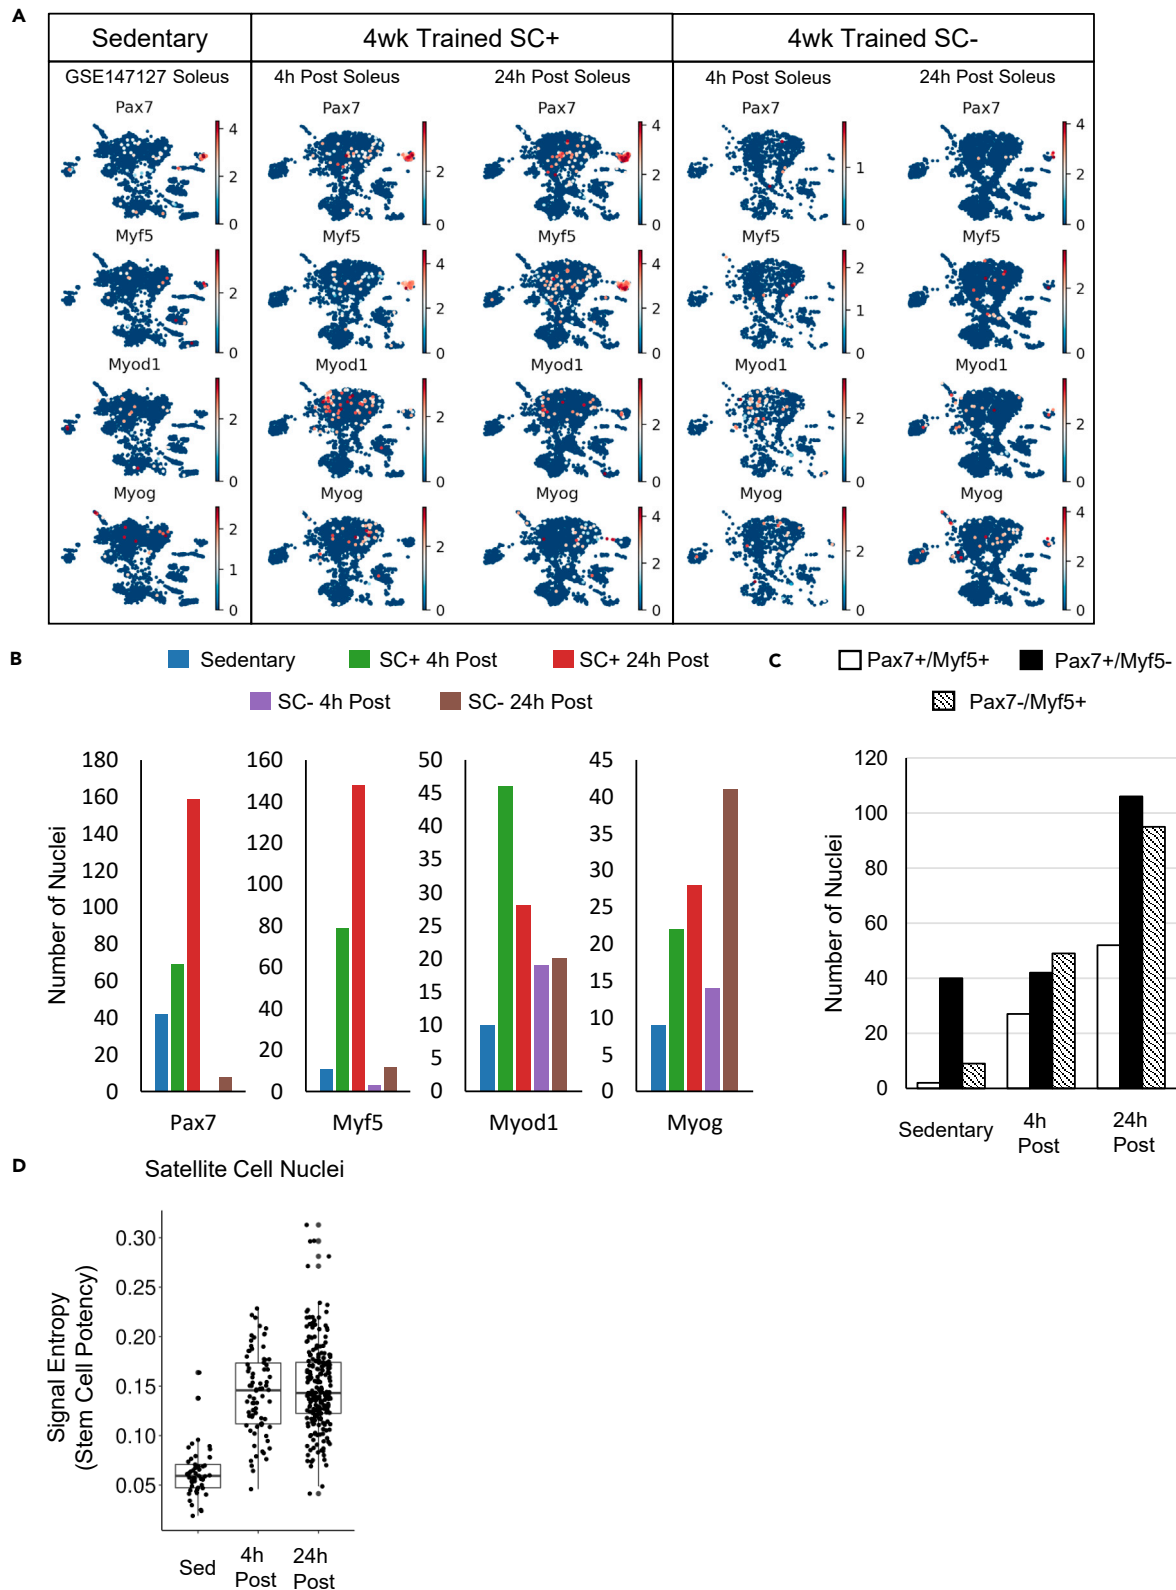 A
Sedentary 4wk Trained SC+ 4wk Trained SC-
GSE147127 Soleus 4h Post Soleus 24h Post Soleus 4h Post Soleus 24h Post Soleus
Pax7 Pax7 Pax7 Pax7 Pax7
4 2 0 2 0 4 2 0 1 0 4 2 0
Myf5 Myf5 Myf5 Myf5 Myf5
2 0 4 2 0 4 2 0 2 1 0 2 0
Myod1 Myod1 Myod1 Myod1 Myod1
2 0 2 0 2 0 2 0 2 0
Myog Myog Myog Myog Myog
2 1 0 2 0 4 2 0 2 0 4 2 0
B
Sedentary SC+ 4h Post SC+ 24h Post
SC- 4h Post SC- 24h Post
Number of Nuclei
180 160 140 120 100 80 60 40 20 0
Pax7
160 140 120 100 80 60 40 20 0
Myf5
50 45 40 35 30 25 20 15 10 5 0
Myod1
45 40 35 30 25 20 15 10 5 0
Myog
C
Pax7+/Myf5+ Pax7+/Myf5-
Pax7-/Myf5+
Number of Nuclei
120 100 80 60 40 20 0
Sedentary 4h Post 24h Post
D
Satellite Cell Nuclei
Signal Entropy
(Stem Cell Potency)
0.30
0.25
0.20
0.15
0.10
0.05
Sed 4h Post 24h Post